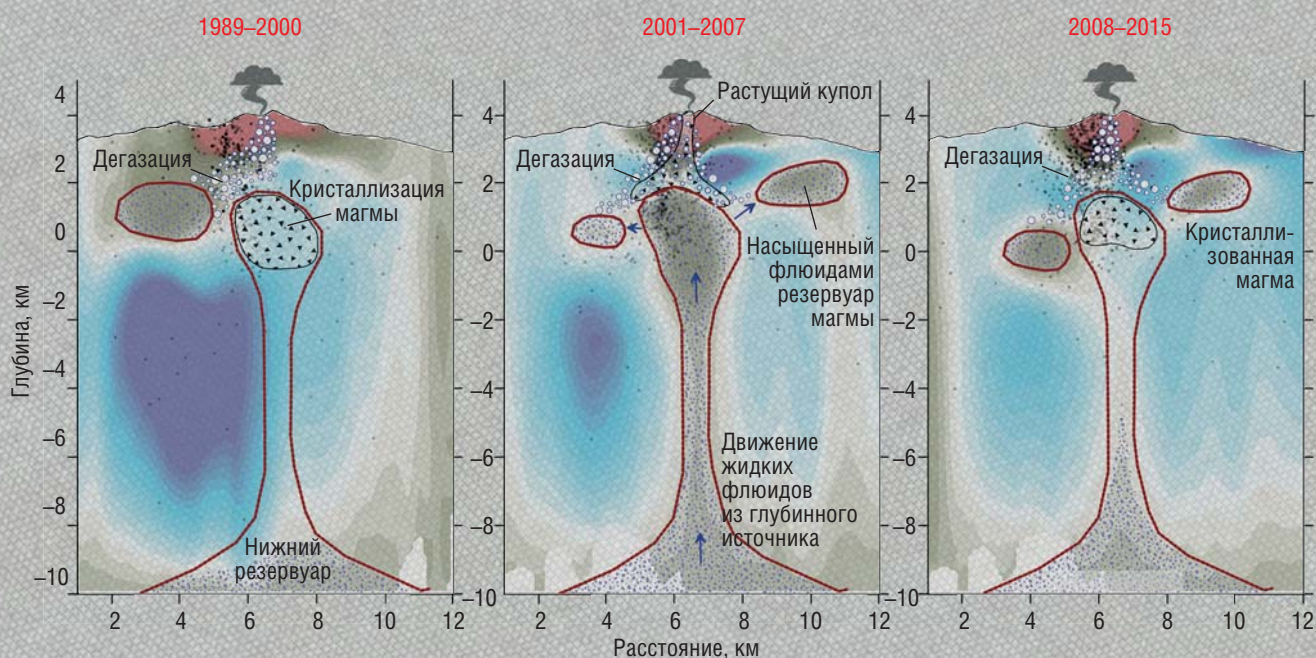 1989–2000
2001–2007
2008–2015
Глубина, км
4
2
0
–2
–4
–6
–8
–10
Дегазация
Кристаллизация
магмы
Нижний
резервуар
2 4 6 8 10 12
4
2
0
–2
–4
–6
–8
–10
Растущий купол
Дегазация
Насыщенный
флюидами
резервуар
магмы
Движение
жидких
флюидов
из глубинного
источника
2 4 6 8 10 12
Расстояние, км
4
2
0
–2
–4
–6
–8
–10
Дегазация
Кристалли-
зованная
магма
2 4 6 8 10 12